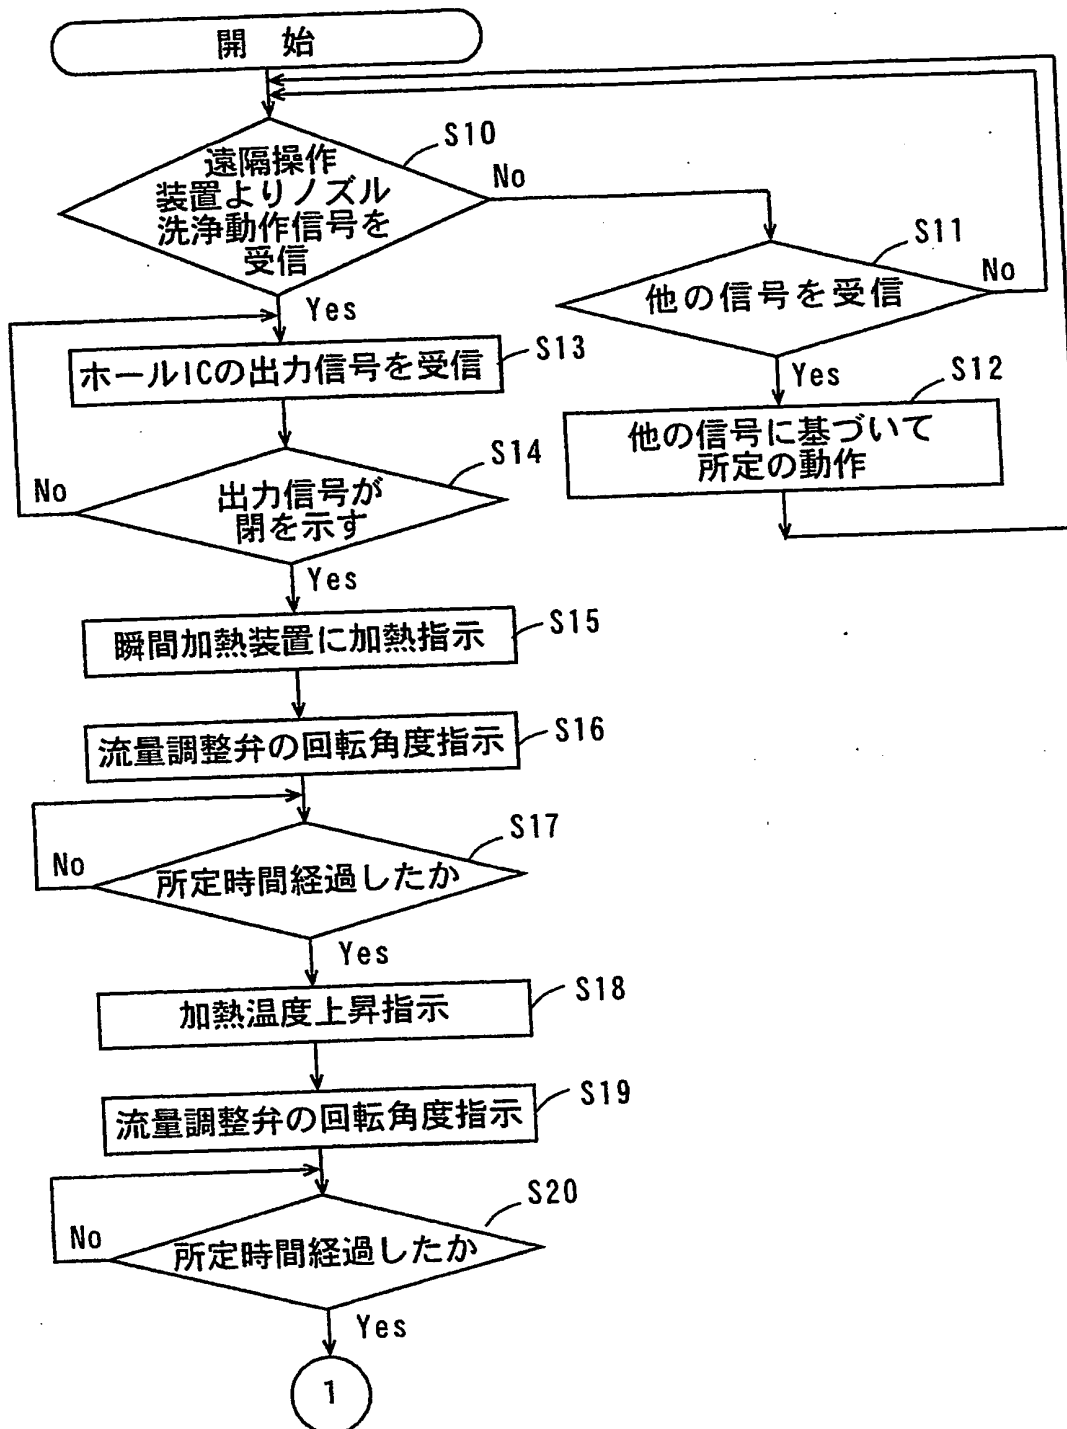 開 始
S10
遠隔操作
装置よりノズル
洗浄動作信号を
受信
No
Yes
S11
他の信号を受信
No
Yes
S12
他の信号に基づいて
所定の動作
S13
ホールICの出力信号を受信
S14
出力信号が
閉を示す
No
Yes
S15
瞬間加熱装置に加熱指示
S16
流量調整弁の回転角度指示
S17
所定時間経過したか
No
Yes
S18
加熱温度上昇指示
S19
流量調整弁の回転角度指示
S20
所定時間経過したか
No
Yes
1